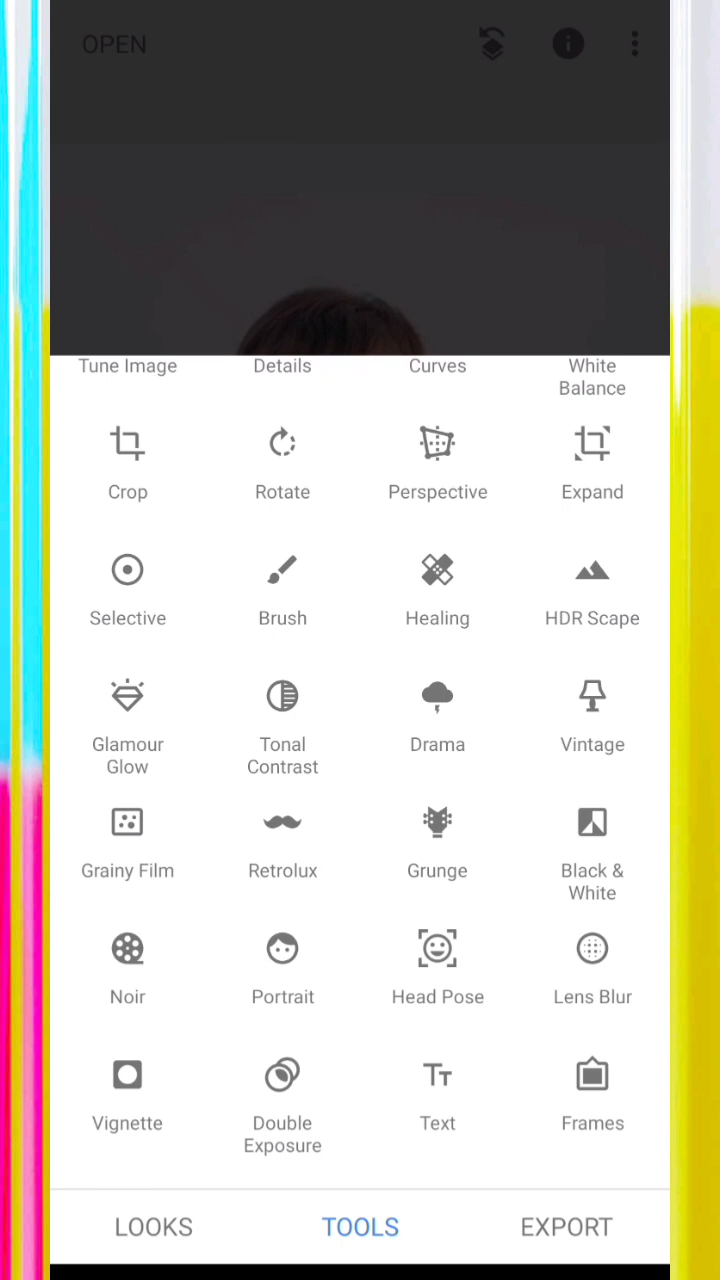 OPEN
Tune Image Details Curves White
Balance
Crop Rotate Perspective Expand
Selective Brush Healing HDR Scape
Glamour Tonal Drama Vintage
Glow Contrast
Grainy Film Retrolux Grunge Black &
White
Noir Portrait Head Pose Lens Blur
Vignette Double Text Frames
Exposure
LOOKS TOOLS EXPORT